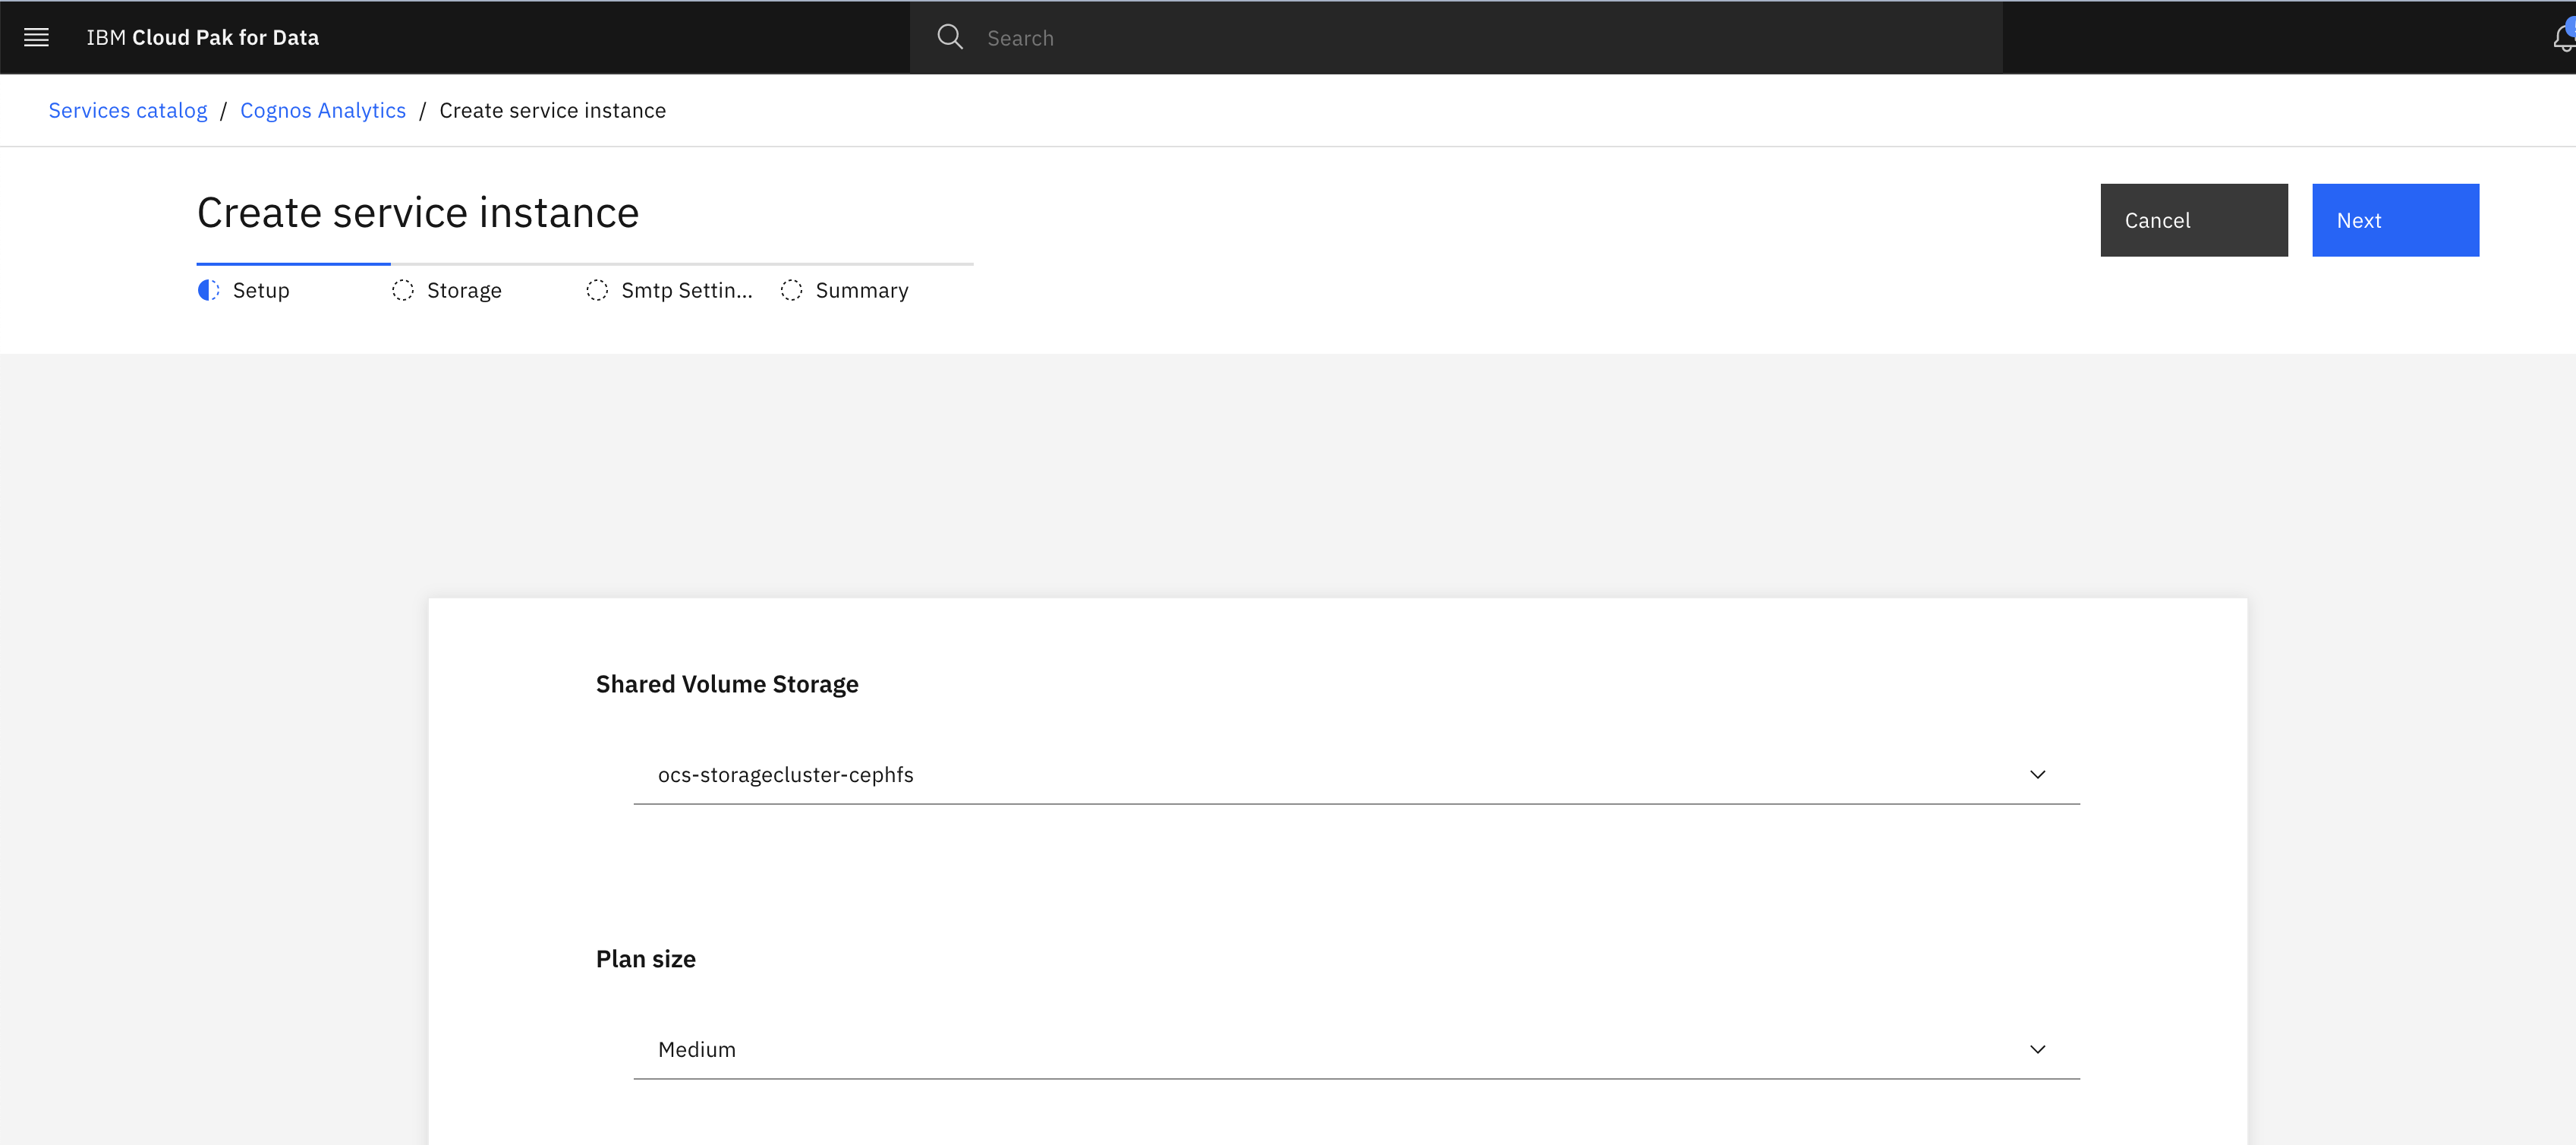 IBM Cloud Pak for Data
Search
Services catalog / Cognos Analytics / Create service instance
Create service instance
Cancel
Next
Setup
Storage
Smtp Settin...
Summary
Shared Volume Storage
ocs-storagecluster-cephfs
Plan size
Medium